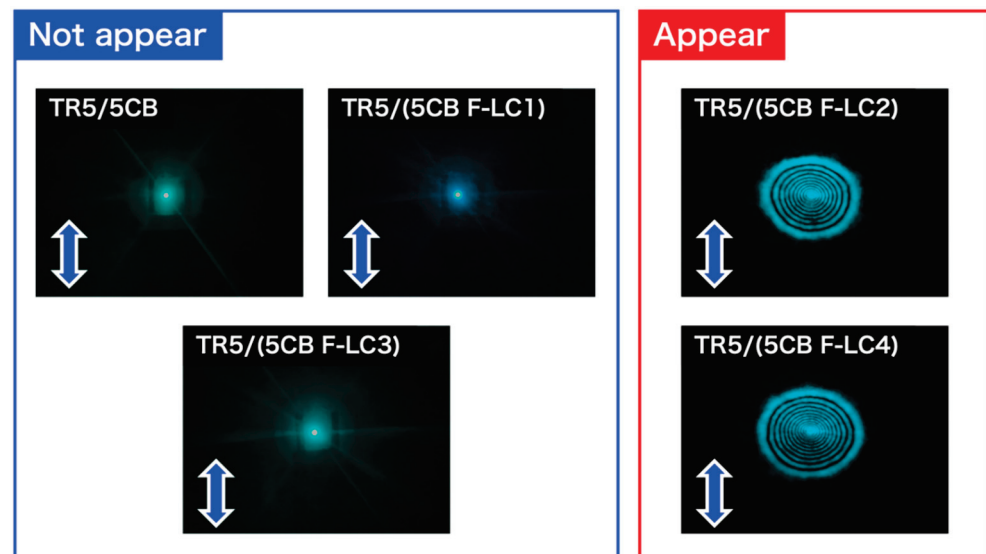 Not appear
Appear
TR5/5CB
TR5/(5CB F-LC1)
TR5/(5CB F-LC2)
TR5/(5CB F-LC3)
TR5/(5CB F-LC4)